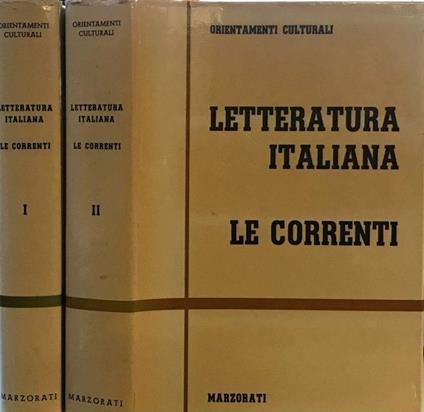 ORIENTAMENTI
CULTURALI
LETTERATURA
ITALIANA
LE CORRENTI
I
MARZORATI
ORIENTAMENTI
CULTURALI
LETTERATURA
ITALIANA
LE CORRENTI
II
MARZORATI
ORIENTAMENTI CULTURALI
LETTERATURA
ITALIANA
LE CORRENTI
MARZORATI